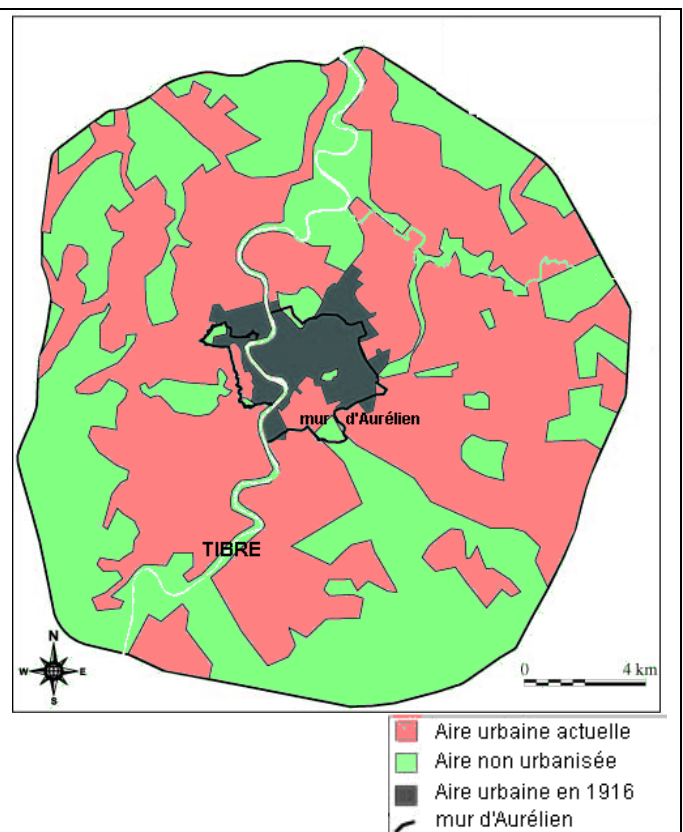 mur d'Aurélien
TIBRE
N
W E
S
0 4 km
Aire urbaine actuelle
Aire non urbanisée
Aire urbaine en 1916
mur d'Aurélien